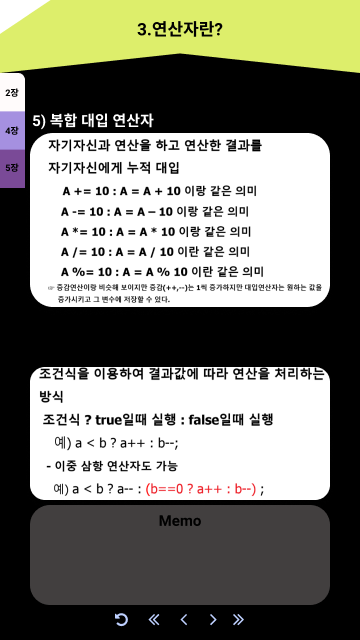 3.연산자란?
2장
4장
5장
5) 복합 대입 연산자
자기자신과 연산을 하고 연산한 결과를
자기자신에게 누적 대입
A += 10 : A = A + 10 이랑 같은 의미
A -= 10 : A = A – 10 이랑 같은 의미
A *= 10 : A = A * 10 이랑 같은 의미
A /= 10 : A = A / 10 이란 같은 의미
A %= 10 : A = A % 10 이란 같은 의미
☞ 증감연산이랑 비슷해 보이지만 증감(++,--)는 1씩 증가하지만 대입연산자는 원하는 값을
증가시키고 그 변수에 저장할 수 있다.
조건식을 이용하여 결과값에 따라 연산을 처리하는
방식
조건식 ? true일때 실행 : false일때 실행
예) a < b ? a++ : b--;
- 이중 삼항 연산자도 가능
예) a < b ? a-- : (b==0 ? a++ : b--) ;
Memo